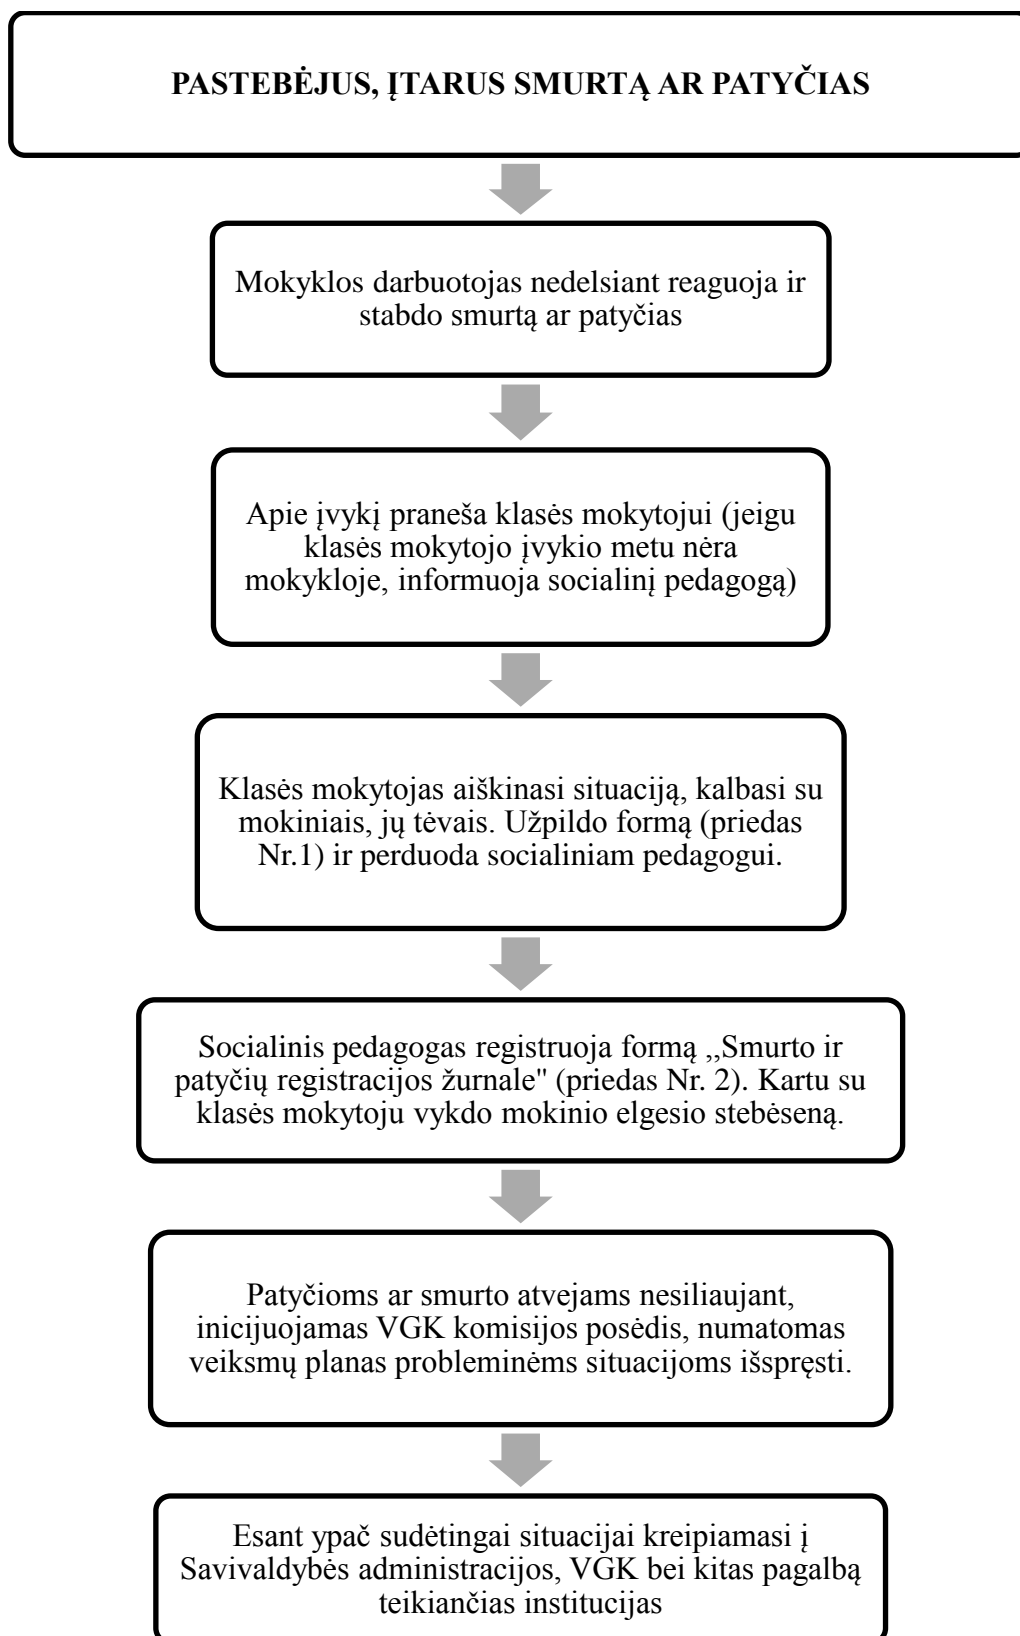 PASTEBĖJUS, ĮTARUS SMURTĄ AR PATYČIAS
Mokyklos darbuotojas nedelsiant reaguoja ir
stabdo smurtą ar patyčias
Apie įvykį praneša klasės mokytojui (jeigu
klasės mokytojo įvykio metu nėra
mokykloje, informuoja socialinį pedagogą)
Klasės mokytojas aiškinasi situaciją, kalbasi su
mokiniais, jų tėvais. Užpildo formą (priedas
Nr.1) ir perduoda socialiniam pedagogui.
Socialinis pedagogas registruoja formą ,,Smurto ir
patyčių registracijos žurnale" (priedas Nr. 2). Kartu su
klasės mokytoju vykdo mokinio elgesio stebėseną.
Patyčioms ar smurto atvejams nesiliaujant,
inicijuojamas VGK komisijos posėdis, numatomas
veiksmų planas probleminėms situacijoms išspręsti.
Esant ypač sudėtingai situacijai kreipiamasi į
Savivaldybės administracijos, VGK bei kitas pagalbą
teikiančias institucijas